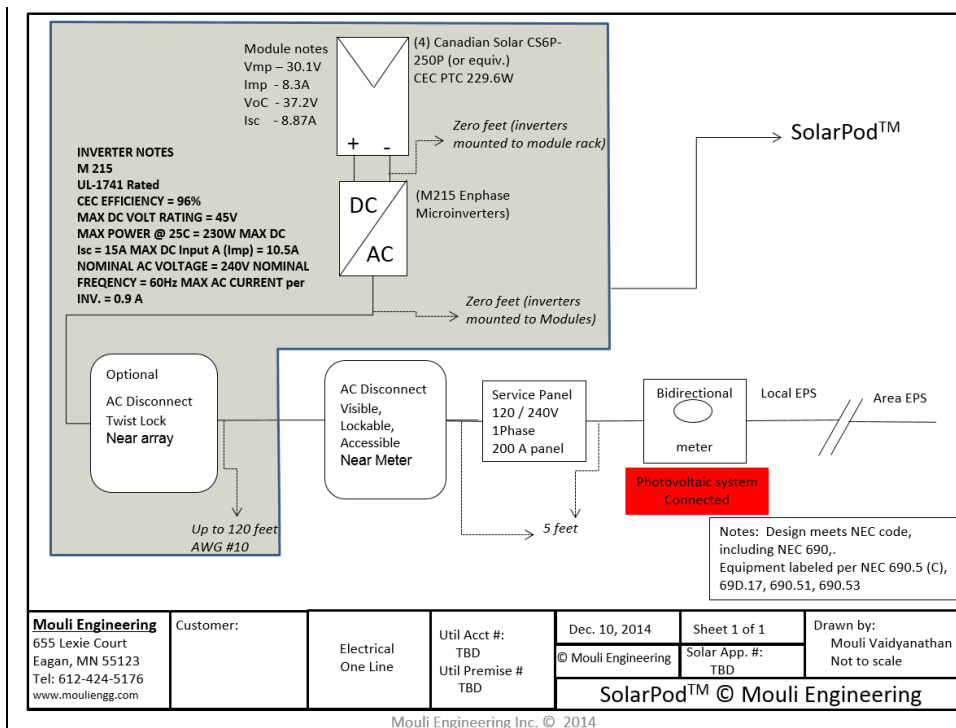 Module notes
Vmp – 30.1V
Imp - 8.3A
VoC - 37.2V
Isc - 8.87A
(4) Canadian Solar CS6P-
250P (or equiv.)
CEC PTC 229.6W
+ -
Zero feet (inverters
mounted to module rack)
SolarPod™
INVERTER NOTES
M 215
UL-1741 Rated
CEC EFFICIENCY = 96%
MAX DC VOLT RATING = 45V
MAX POWER @ 25C = 230W MAX DC
Isc = 15A MAX DC Input A (Imp) = 10.5A
NOMINAL AC VOLTAGE = 240V NOMINAL
FREQENCY = 60Hz MAX AC CURRENT per
INV. = 0.9 A
DC
AC
(M215 Enphase
Microinverters)
Zero feet (inverters
mounted to Modules)
Optional
AC Disconnect
Twist Lock
Near array
AC Disconnect
Visible,
Lockable,
Accessible
Near Meter
Service Panel
120 / 240V
1Phase
200 A panel
Bidirectional
meter
Local EPS
Area EPS
Photovoltaic system
Connected
Up to 120 feet
AWG #10
5 feet
Notes: Design meets NEC code,
including NEC 690,.
Equipment labeled per NEC 690.5 (C),
69D.17, 690.51, 690.53
Mouli Engineering
655 Lexie Court
Eagan, MN 55123
Tel: 612-424-5176
www.mouliengg.com
Customer:
Electrical
One Line
Util Acct #:
TBD
Util Premise #
TBD
Dec. 10, 2014
Sheet 1 of 1
© Mouli Engineering
Solar App. #:
TBD
Drawn by:
Mouli Vaidyanathan
Not to scale
SolarPod™ © Mouli Engineering
Mouli Engineering Inc. © 2014